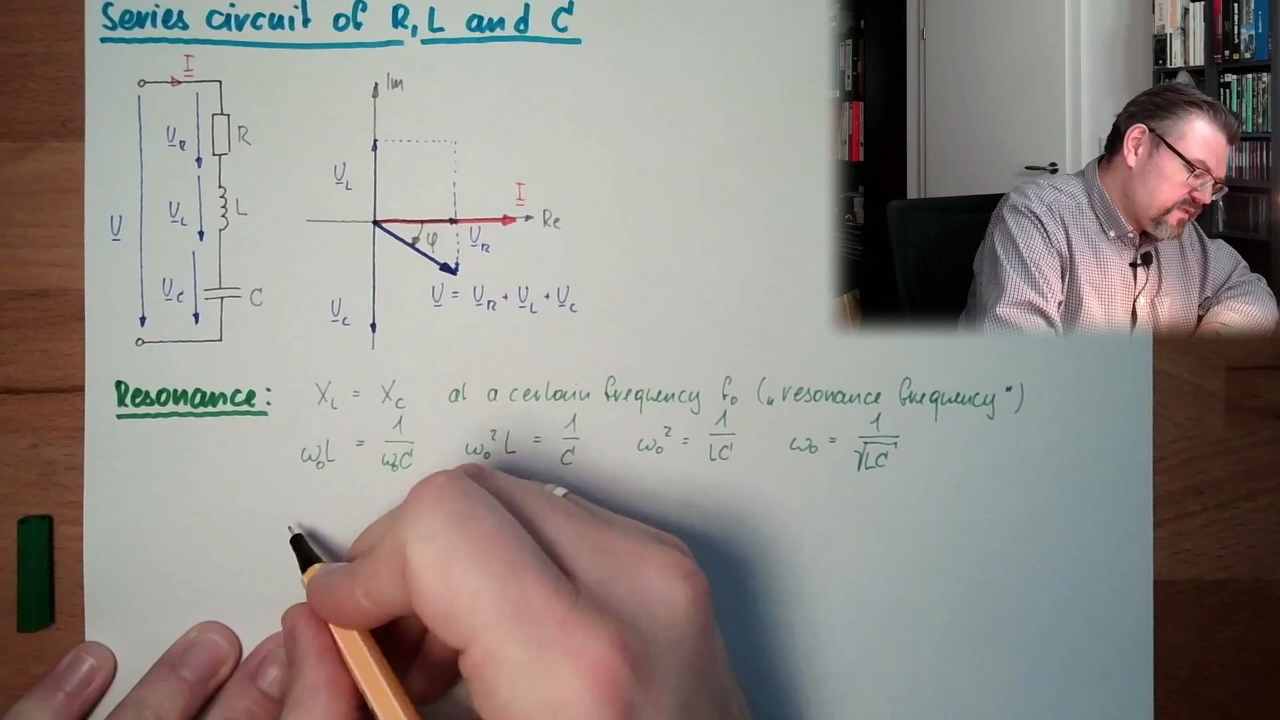 Series circuit of R, L and C
I
U
U_R
R
U_L
L
U_C
C
Im
U_L
I
Re
φ
U_R
U = U_R + U_L + U_C
U_C
Resonance: X_L = X_C at a certain frequency f₀ („resonance frequency")
ω₀L = 1/ω₀C ω₀²L = 1/C ω₀² = 1/LC ω₀ = 1/√LC